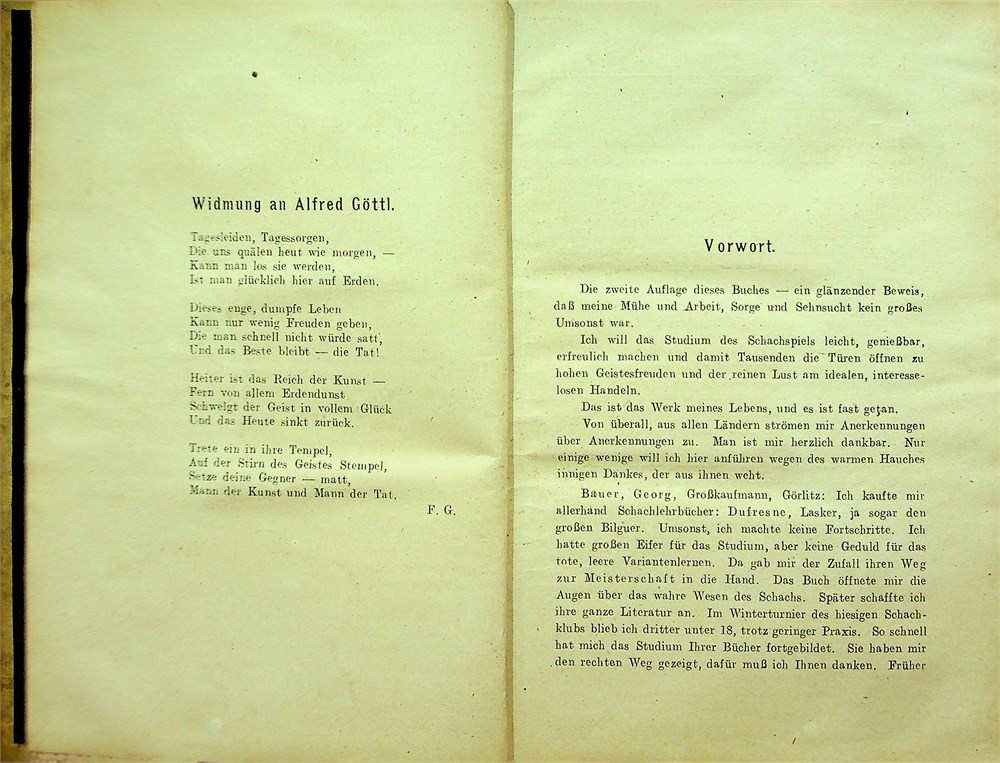 Widmung an Alfred Göttl.
Tagesleiden, Tagessorgen,
Die uns quälen heut wie morgen, —
Kann man los sie werden,
Ist man glücklich hier auf Erden.
Dieses enge, dumpfe Leben
Kann nur wenig Freuden geben,
Die man schnell nicht würde satt,
Und das Beste bleibt — die Tat!
Heiter ist das Reich der Kunst —
Fern von allem Erdendunst
Schwelgt der Geist in vollem Glück
Und das Heute sinkt zurück.
Trete ein in ihre Tempel,
Auf der Stirn des Geistes Stempel,
Setze deine Gegner — matt,
Mann der Kunst und Mann der Tat.
F. G.
Vorwort.
Die zweite Auflage dieses Buches — ein glänzender Beweis,
daß meine Mühe und Arbeit, Sorge und Sehnsucht kein großes
Umsonst war.
Ich will das Studium des Schachspiels leicht, genießbar,
erfreulich machen und damit Tausenden die Türen öffnen zu
hohen Geistesfreuden und der reinen Lust am idealen, interesse-
losen Handeln.
Das ist das Werk meines Lebens, und es ist fast getan.
Von überall, aus allen Ländern strömen mir Anerkennungen
über Anerkennungen zu. Man ist mir herzlich dankbar. Nur
einige wenige will ich hier anführen wegen des warmen Hauches
innigen Dankes, der aus ihnen weht.
Bauer, Georg, Großkaufmann, Görlitz: Ich kaufte mir
allerhand Schachlehrbücher: Dufresne, Lasker, ja sogar den
großen Bilguer. Umsonst, ich machte keine Fortschritte. Ich
hatte großen Eifer für das Studium, aber keine Geduld für das
tote, leere Variantenlernen. Da gab mir der Zufall ihren Weg
zur Meisterschaft in die Hand. Das Buch öffnete mir die
Augen über das wahre Wesen des Schachs. Später schaffte ich
ihre ganze Literatur an. Im Winterturnier des hiesigen Schach-
klubs blieb ich dritter unter 18, trotz geringer Praxis. So schnell
hat mich das Studium Ihrer Bücher fortgebildet. Sie haben mir
den rechten Weg gezeigt, dafür muß ich Ihnen danken. Früher